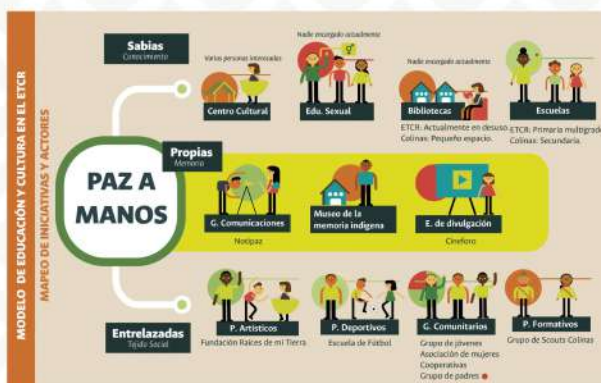 MODELO DE EDUCACIÓN Y CULTURA EN EL ETCR
MAPEO DE INICIATIVAS Y ACTORES
PAZ A
MANOS
Sabias
Conocimiento
Varias personas interesadas
Centro Cultural
Nadie encargado actualmente
Edu. Sexual
Nadie encargado actualmente
Bibliotecas
ETCR: Actualmente en desuso.
Colinas: Pequeño espacio.
Escuelas
ETCR: Primaria multigrado
Colinas: Secundaria.
Propias
Memoria
G. Comunicaciones
Notipaz
Museo de la
memoria indígena
E. de divulgación
Cineforo
Entrelazadas
Tejido Social
P. Artísticos
Fundación Raíces de mi Tierra
P. Deportivos
Escuela de Fútbol
G. Comunitarios
Grupo de jóvenes
Asociación de mujeres
Cooperativas
Grupo de padres
P. Formativos
Grupo de Scouts Colinas